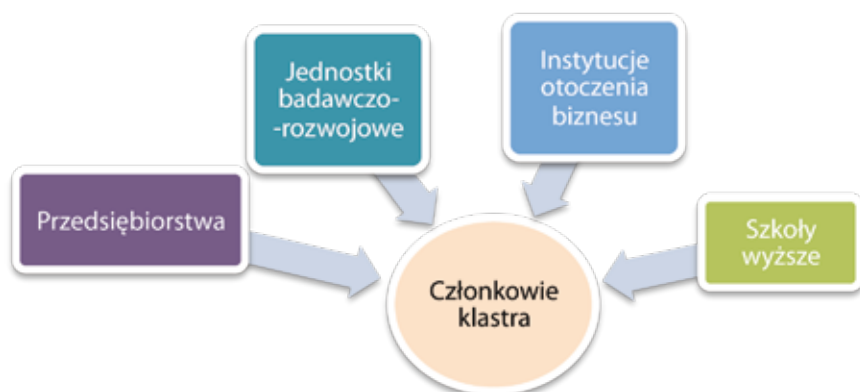 Jednostki
badawczo-
-rozwojowe
Instytucje
otoczenia
biznesu
Przedsiębiorstwa
Szkoły
wyższe
Członkowie
klastra